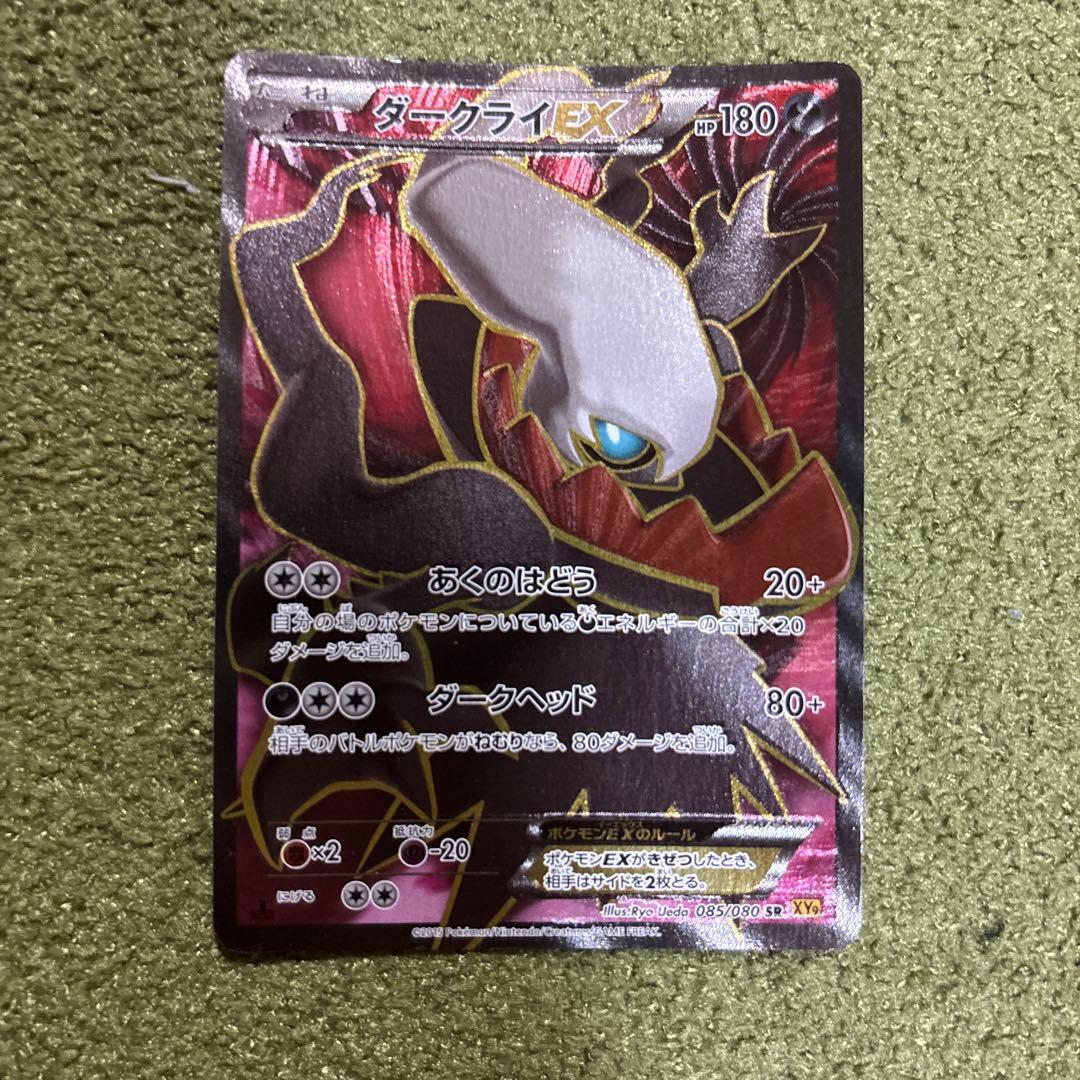 たね ダークライEX HP180
あくのはどう 20+
自分の場のポケモンについているエネルギーの合計×20
ダメージを追加。
ダークヘッド 80+
相手のバトルポケモンがねむりなら、80ダメージを追加。
弱点 抵抗力
×2 -20
にげる
ポケモンEXのルール
ポケモンEXがきぜつしたとき、
相手はサイドを2枚とる。
Illus.Ryo Ueda 085/080 SR XY9
©2015 Pokémon/Nintendo/Creatures/GAME FREAK.